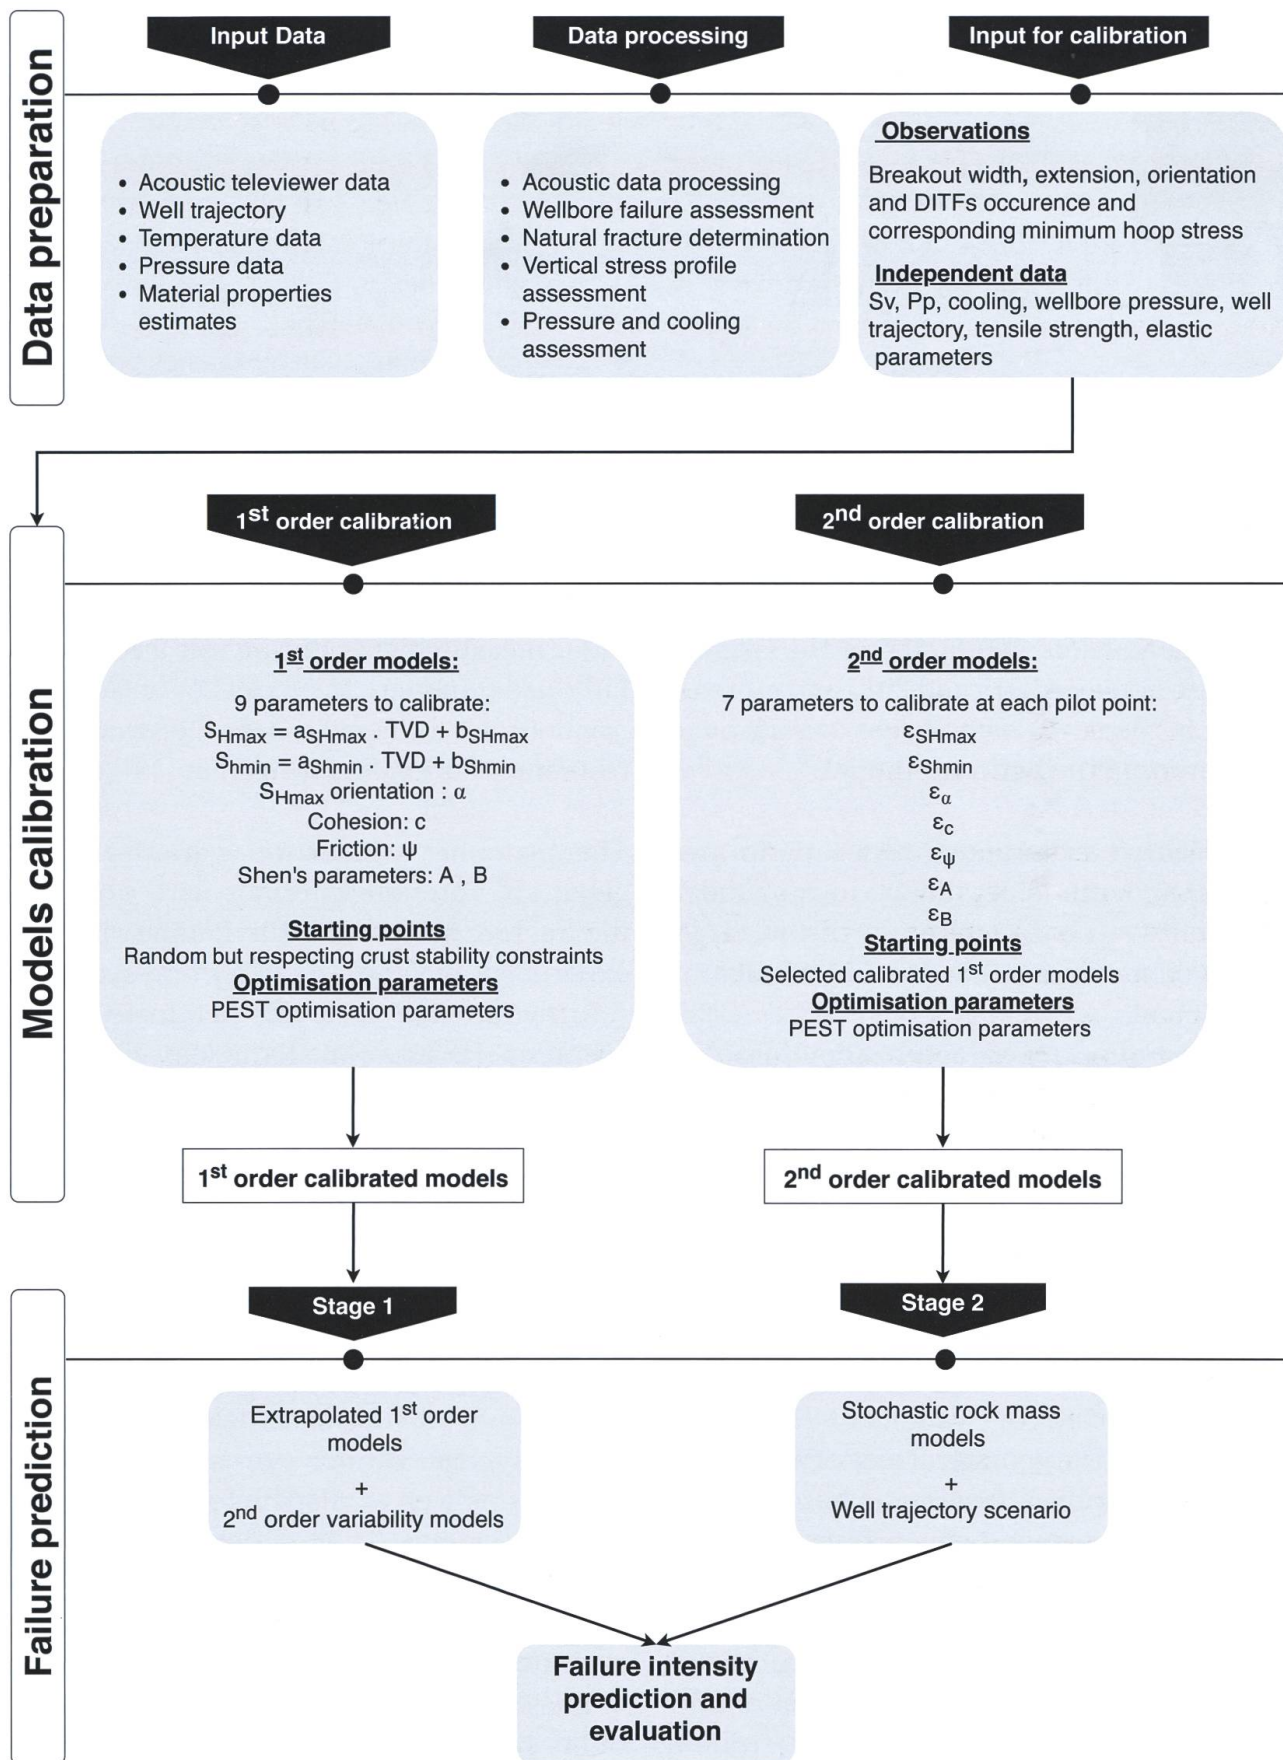 Data preparation
Input Data
Data processing
Input for calibration
• Acoustic televiewer data
• Well trajectory
• Temperature data
• Pressure data
• Material properties
estimates
• Acoustic data processing
• Wellbore failure assessment
• Natural fracture determination
• Vertical stress profile
assessment
• Pressure and cooling
assessment
Observations
Breakout width, extension, orientation
and DITFs occurence and
corresponding minimum hoop stress
Independent data
Sv, Pp, cooling, wellbore pressure, well
trajectory, tensile strength, elastic
parameters
Models calibration
1st order calibration
2nd order calibration
1st order models:
9 parameters to calibrate:
SHmax = aSHmax . TVD + bSHmax
Shmin = aShmin . TVD + bShmin
SHmax orientation : α
Cohesion: c
Friction: ψ
Shen's parameters: A , B
Starting points
Random but respecting crust stability constraints
Optimisation parameters
PEST optimisation parameters
2nd order models:
7 parameters to calibrate at each pilot point:
εSHmax
εShmin
εα
εc
εψ
εA
εB
Starting points
Selected calibrated 1st order models
Optimisation parameters
PEST optimisation parameters
1st order calibrated models
2nd order calibrated models
Failure prediction
Stage 1
Stage 2
Extrapolated 1st order
models
+
2nd order variability models
Stochastic rock mass
models
+
Well trajectory scenario
Failure intensity
prediction and
evaluation